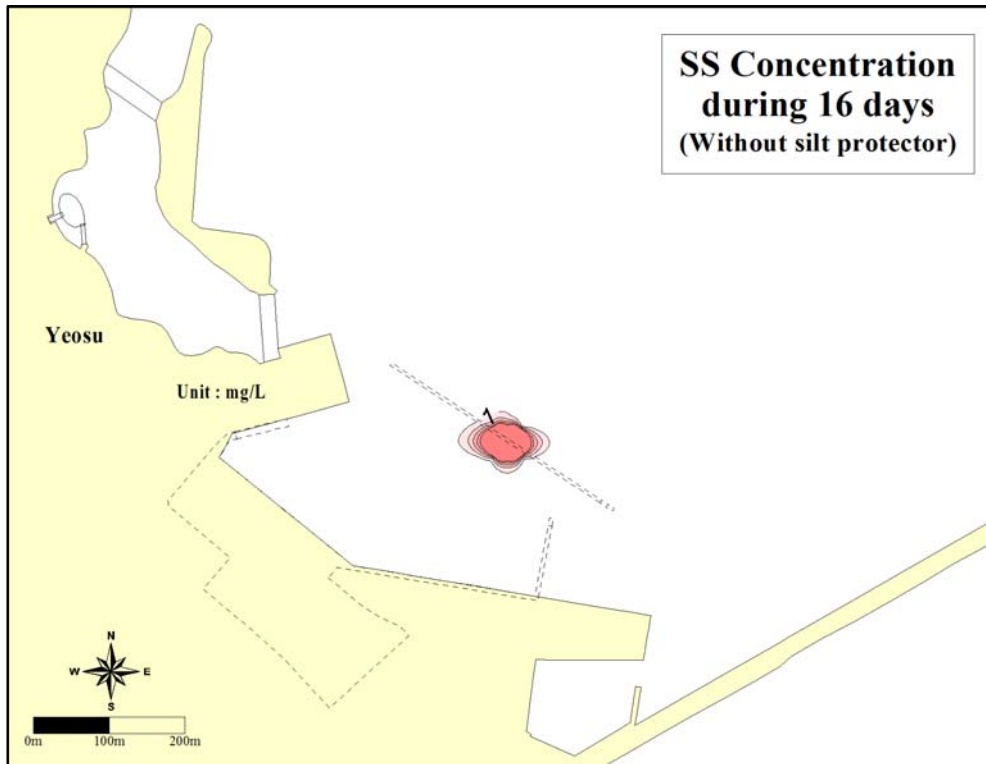 SS Concentration
during 16 days
(Without silt protector)
Yeosu
Unit : mg/L
1
N
W E
S
0m 100m 200m